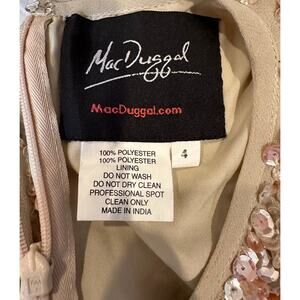 MacDuggal
MacDuggal.com
100% POLYESTER
100% POLYESTER
LINING
DO NOT WASH
DO NOT DRY CLEAN
PROFESSIONAL SPOT
CLEAN ONLY
MADE IN INDIA
4